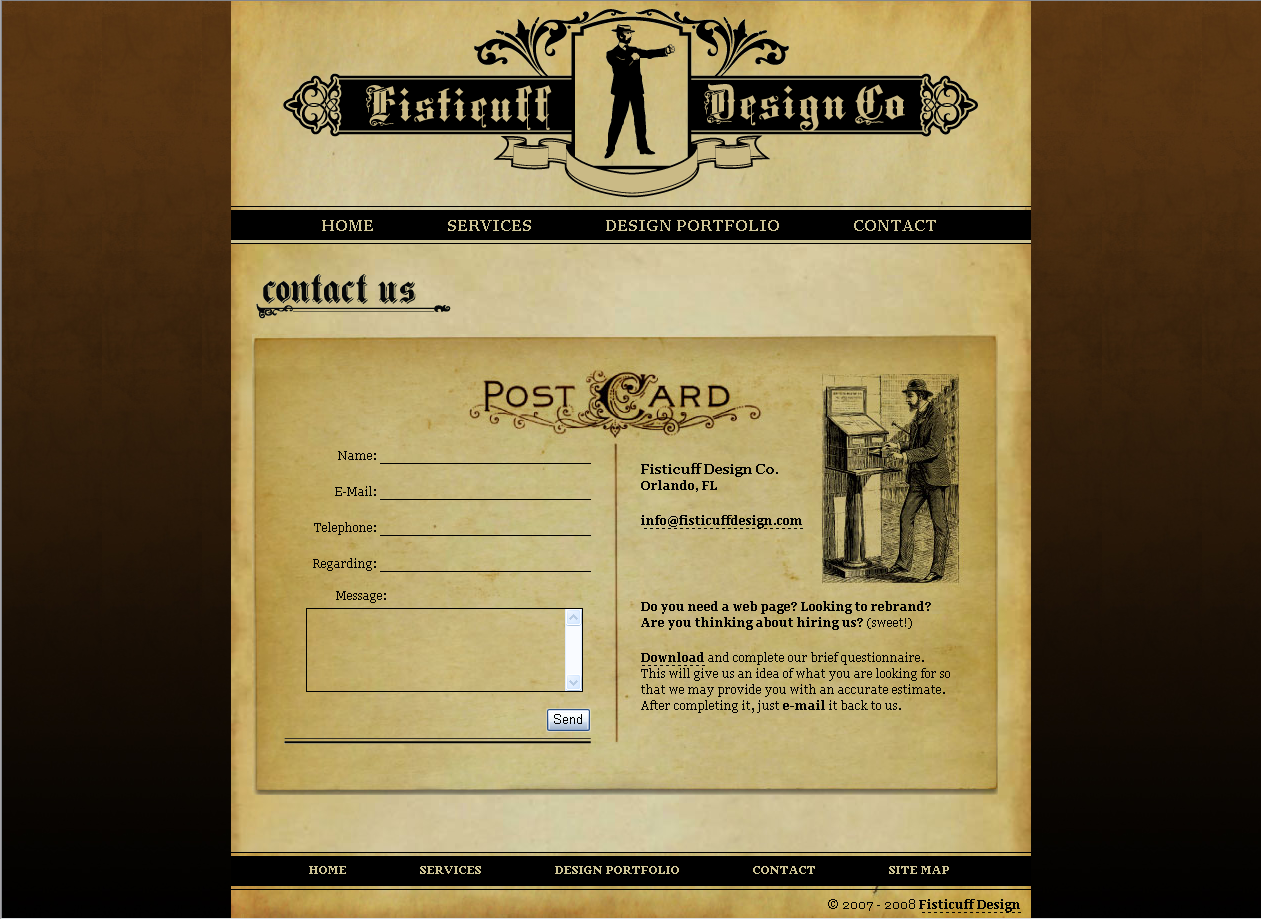 Fisticuff Design Co
HOME SERVICES DESIGN PORTFOLIO CONTACT
contact us
POST CARD
Name:
E-Mail:
Telephone:
Regarding:
Message:
Send
Fisticuff Design Co.
Orlando, FL
info@fisticuffdesign.com
Do you need a web page? Looking to rebrand?
Are you thinking about hiring us? (sweet!)
Download and complete our brief questionnaire.
This will give us an idea of what you are looking for so
that we may provide you with an accurate estimate.
After completing it, just e-mail it back to us.
HOME SERVICES DESIGN PORTFOLIO CONTACT SITE MAP
© 2007 - 2008 Fisticuff Design